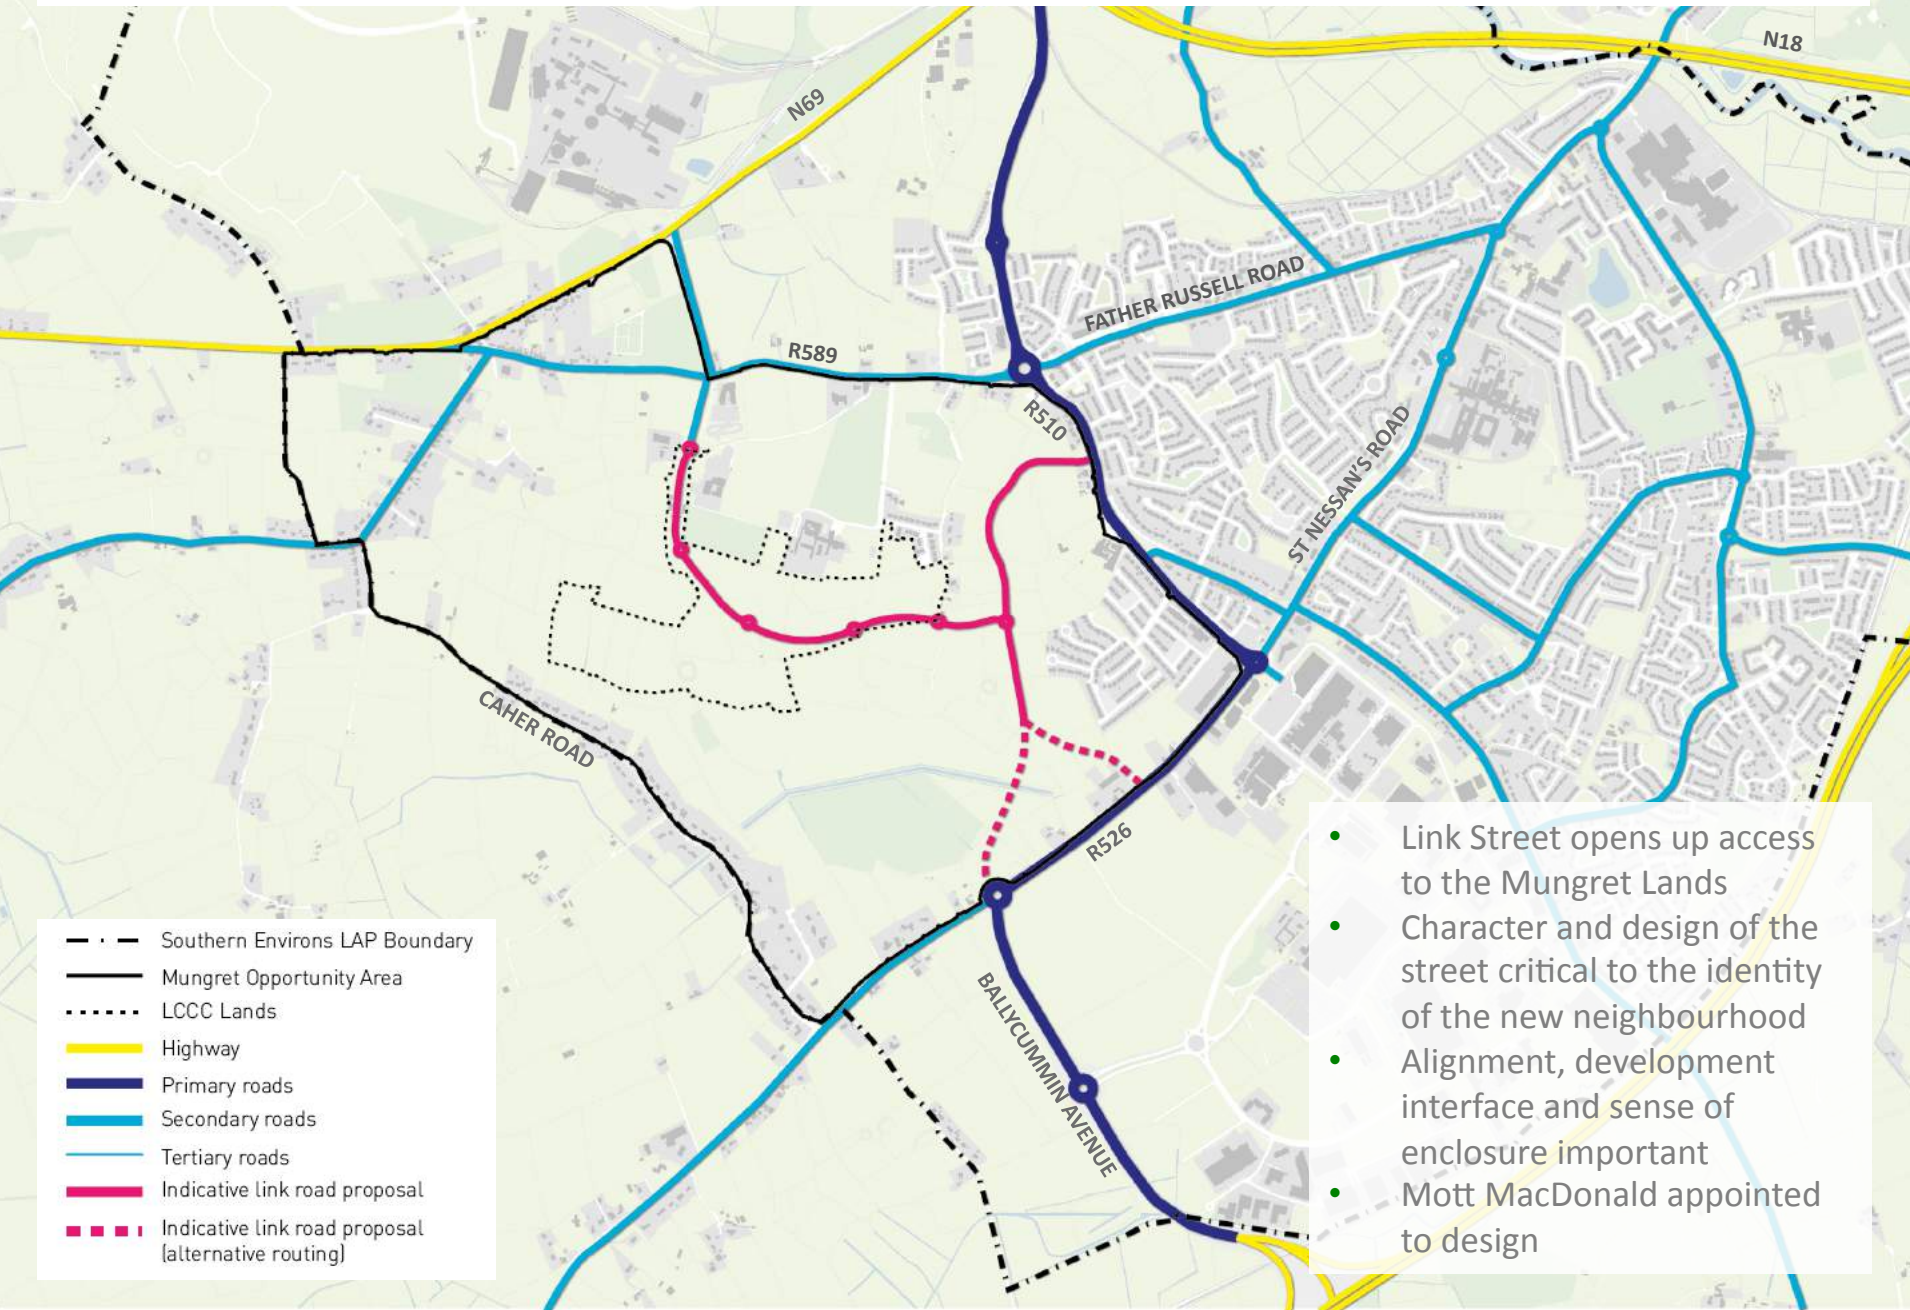 N18
N69
FATHER RUSSELL ROAD
R589
R510
ST NESSAN'S ROAD
CAHER ROAD
R526
BALLYCUMMIN AVENUE
Southern Environs LAP Boundary
Mungret Opportunity Area
LCCC Lands
Highway
Primary roads
Secondary roads
Tertiary roads
Indicative link road proposal
Indicative link road proposal
(alternative routing)
• Link Street opens up access
to the Mungret Lands
• Character and design of the
street critical to the identity
of the new neighbourhood
• Alignment, development
interface and sense of
enclosure important
• Mott MacDonald appointed
to design